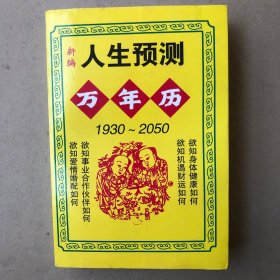 新编
人生预测
万年历
1930~2050
欲知身体健康如何
欲知机遇财运如何
欲知事业合作伙伴如何
欲知爱情婚配如何